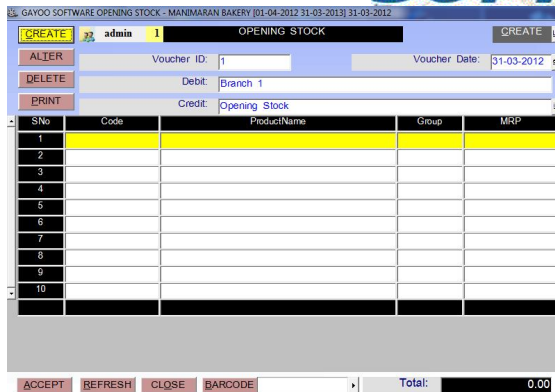 GAYOO SOFTWARE OPENING STOCK - MANIMARAN BAKERY [01-04-2012 31-03-2013] 31-03-2012
CREATE admin 1 OPENING STOCK CREATE
ALTER Voucher ID: 1 Voucher Date: 31-03-2012
DELETE Debit: Branch 1
PRINT Credit: Opening Stock
SNo Code ProductName Group MRP
1
2
3
4
5
6
7
8
9
10
ACCEPT REFRESH CLOSE BARCODE Total: 0.00